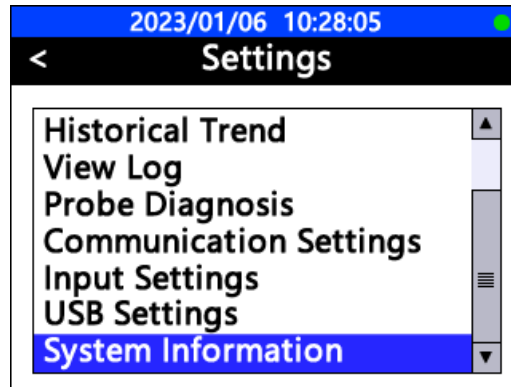 2023/01/06 10:28:05
< Settings
Historical Trend
View Log
Probe Diagnosis
Communication Settings
Input Settings
USB Settings
System Information